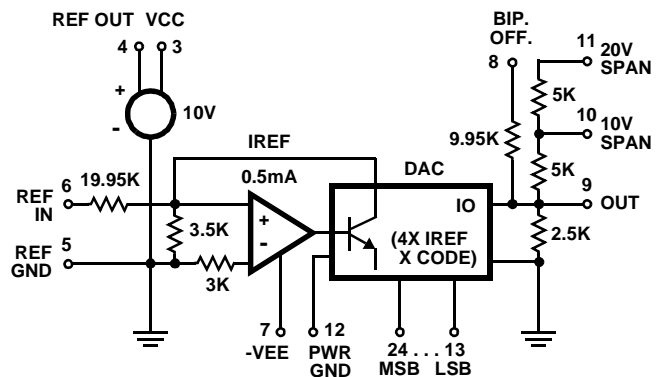 REF OUT VCC
4 3
+
-
10V
BIP.
OFF.
8
11 20V
SPAN
5K
10 10V
SPAN
9.95K
5K
IREF
0.5mA
DAC
6 19.95K
REF
IN
9
OUT
IO
+
-
3.5K
(4X IREF
X CODE)
2.5K
5
REF
GND
3K
7
-VEE
12
PWR
GND
24 . . . 13
MSB LSB